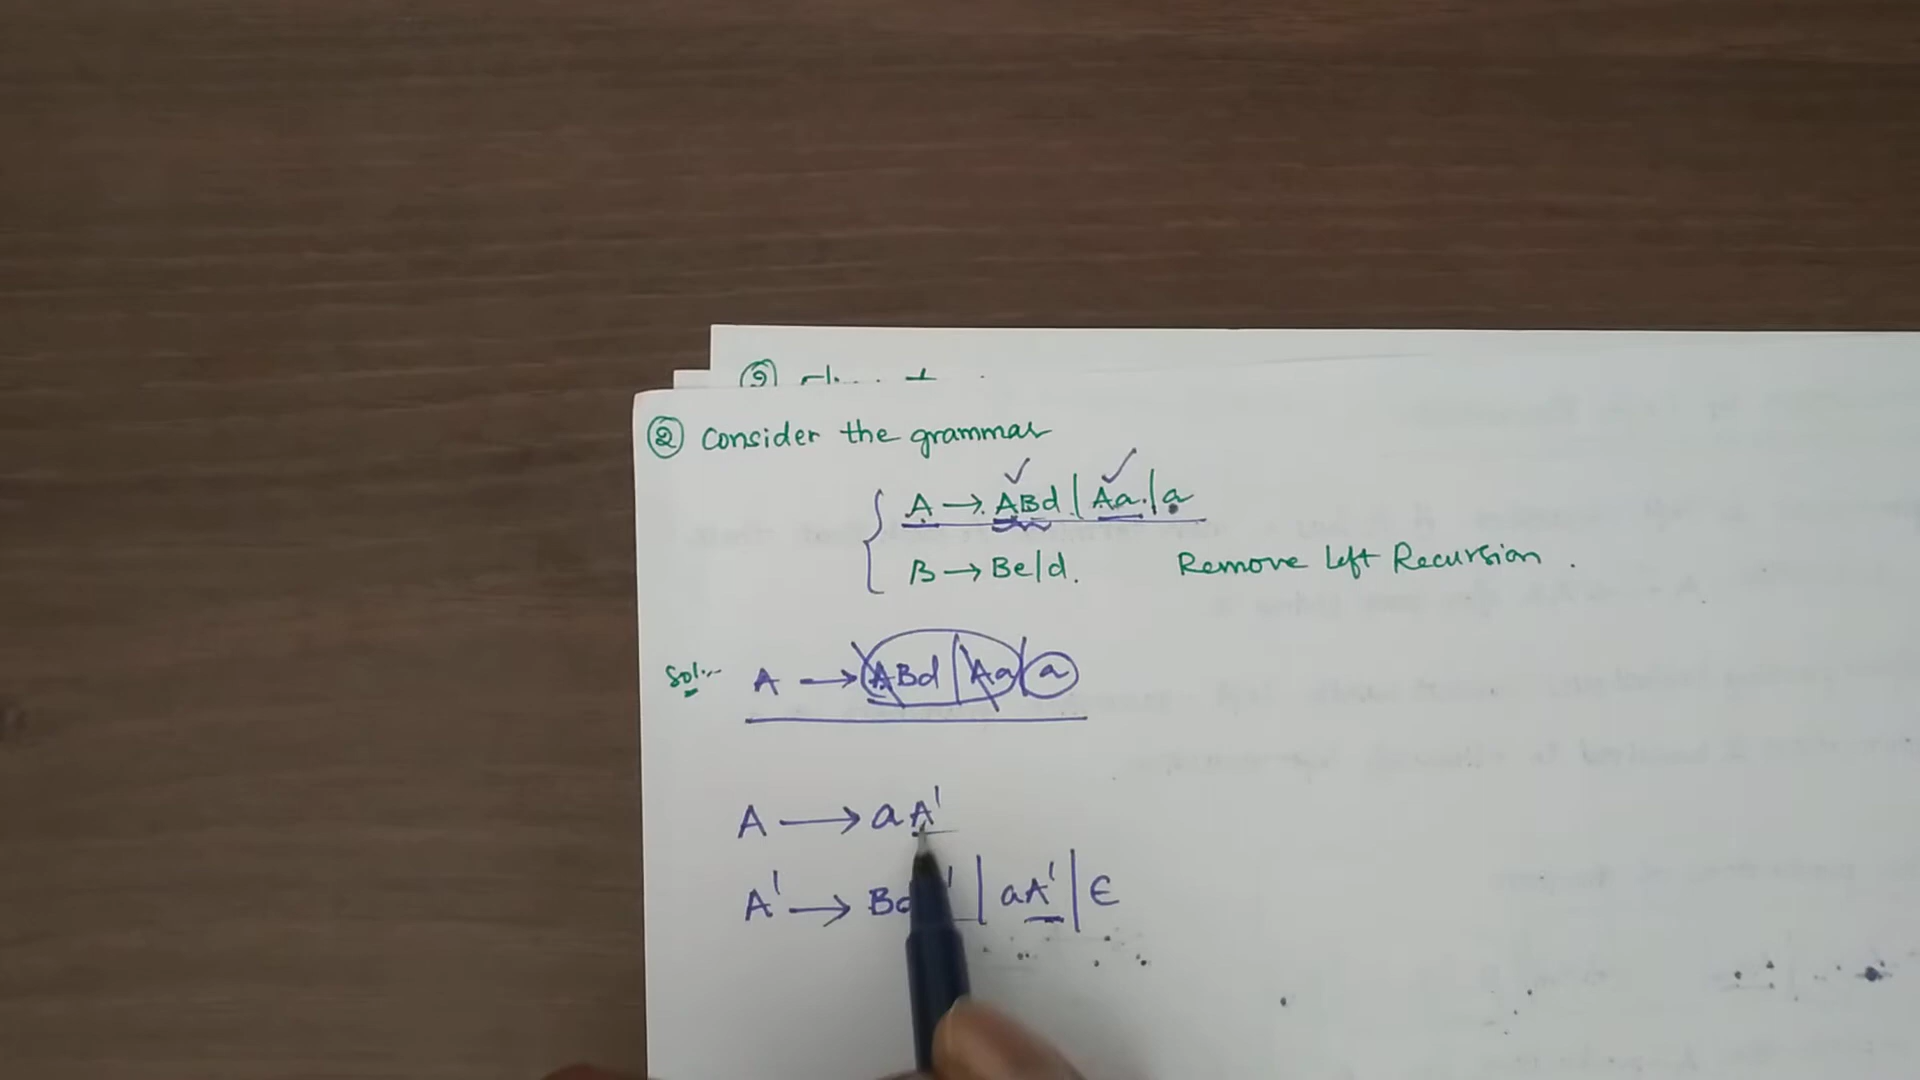 ② consider the grammar
A → ABd | Aa | a
B → Be/d.
Remove left Recursion.
Sol:- A → ABd | Aa | a
A → aA'
A' → Bd ' | aA' | ϵ